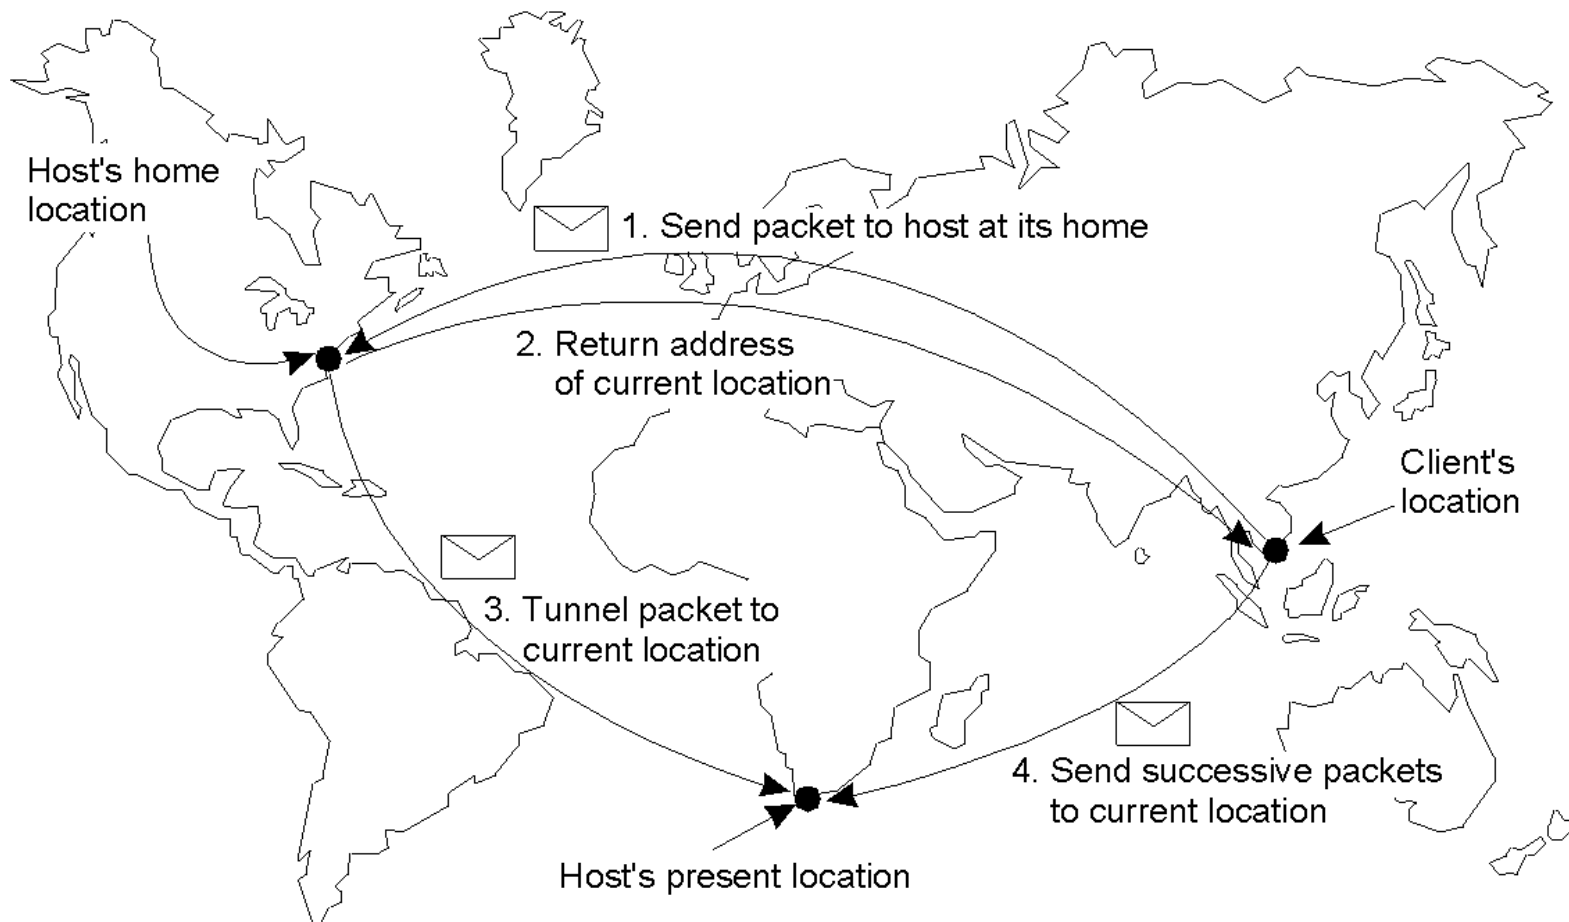 Host's home
location
1. Send packet to host at its home
2. Return address
of current location
Client's
location
3. Tunnel packet to
current location
4. Send successive packets
to current location
Host's present location